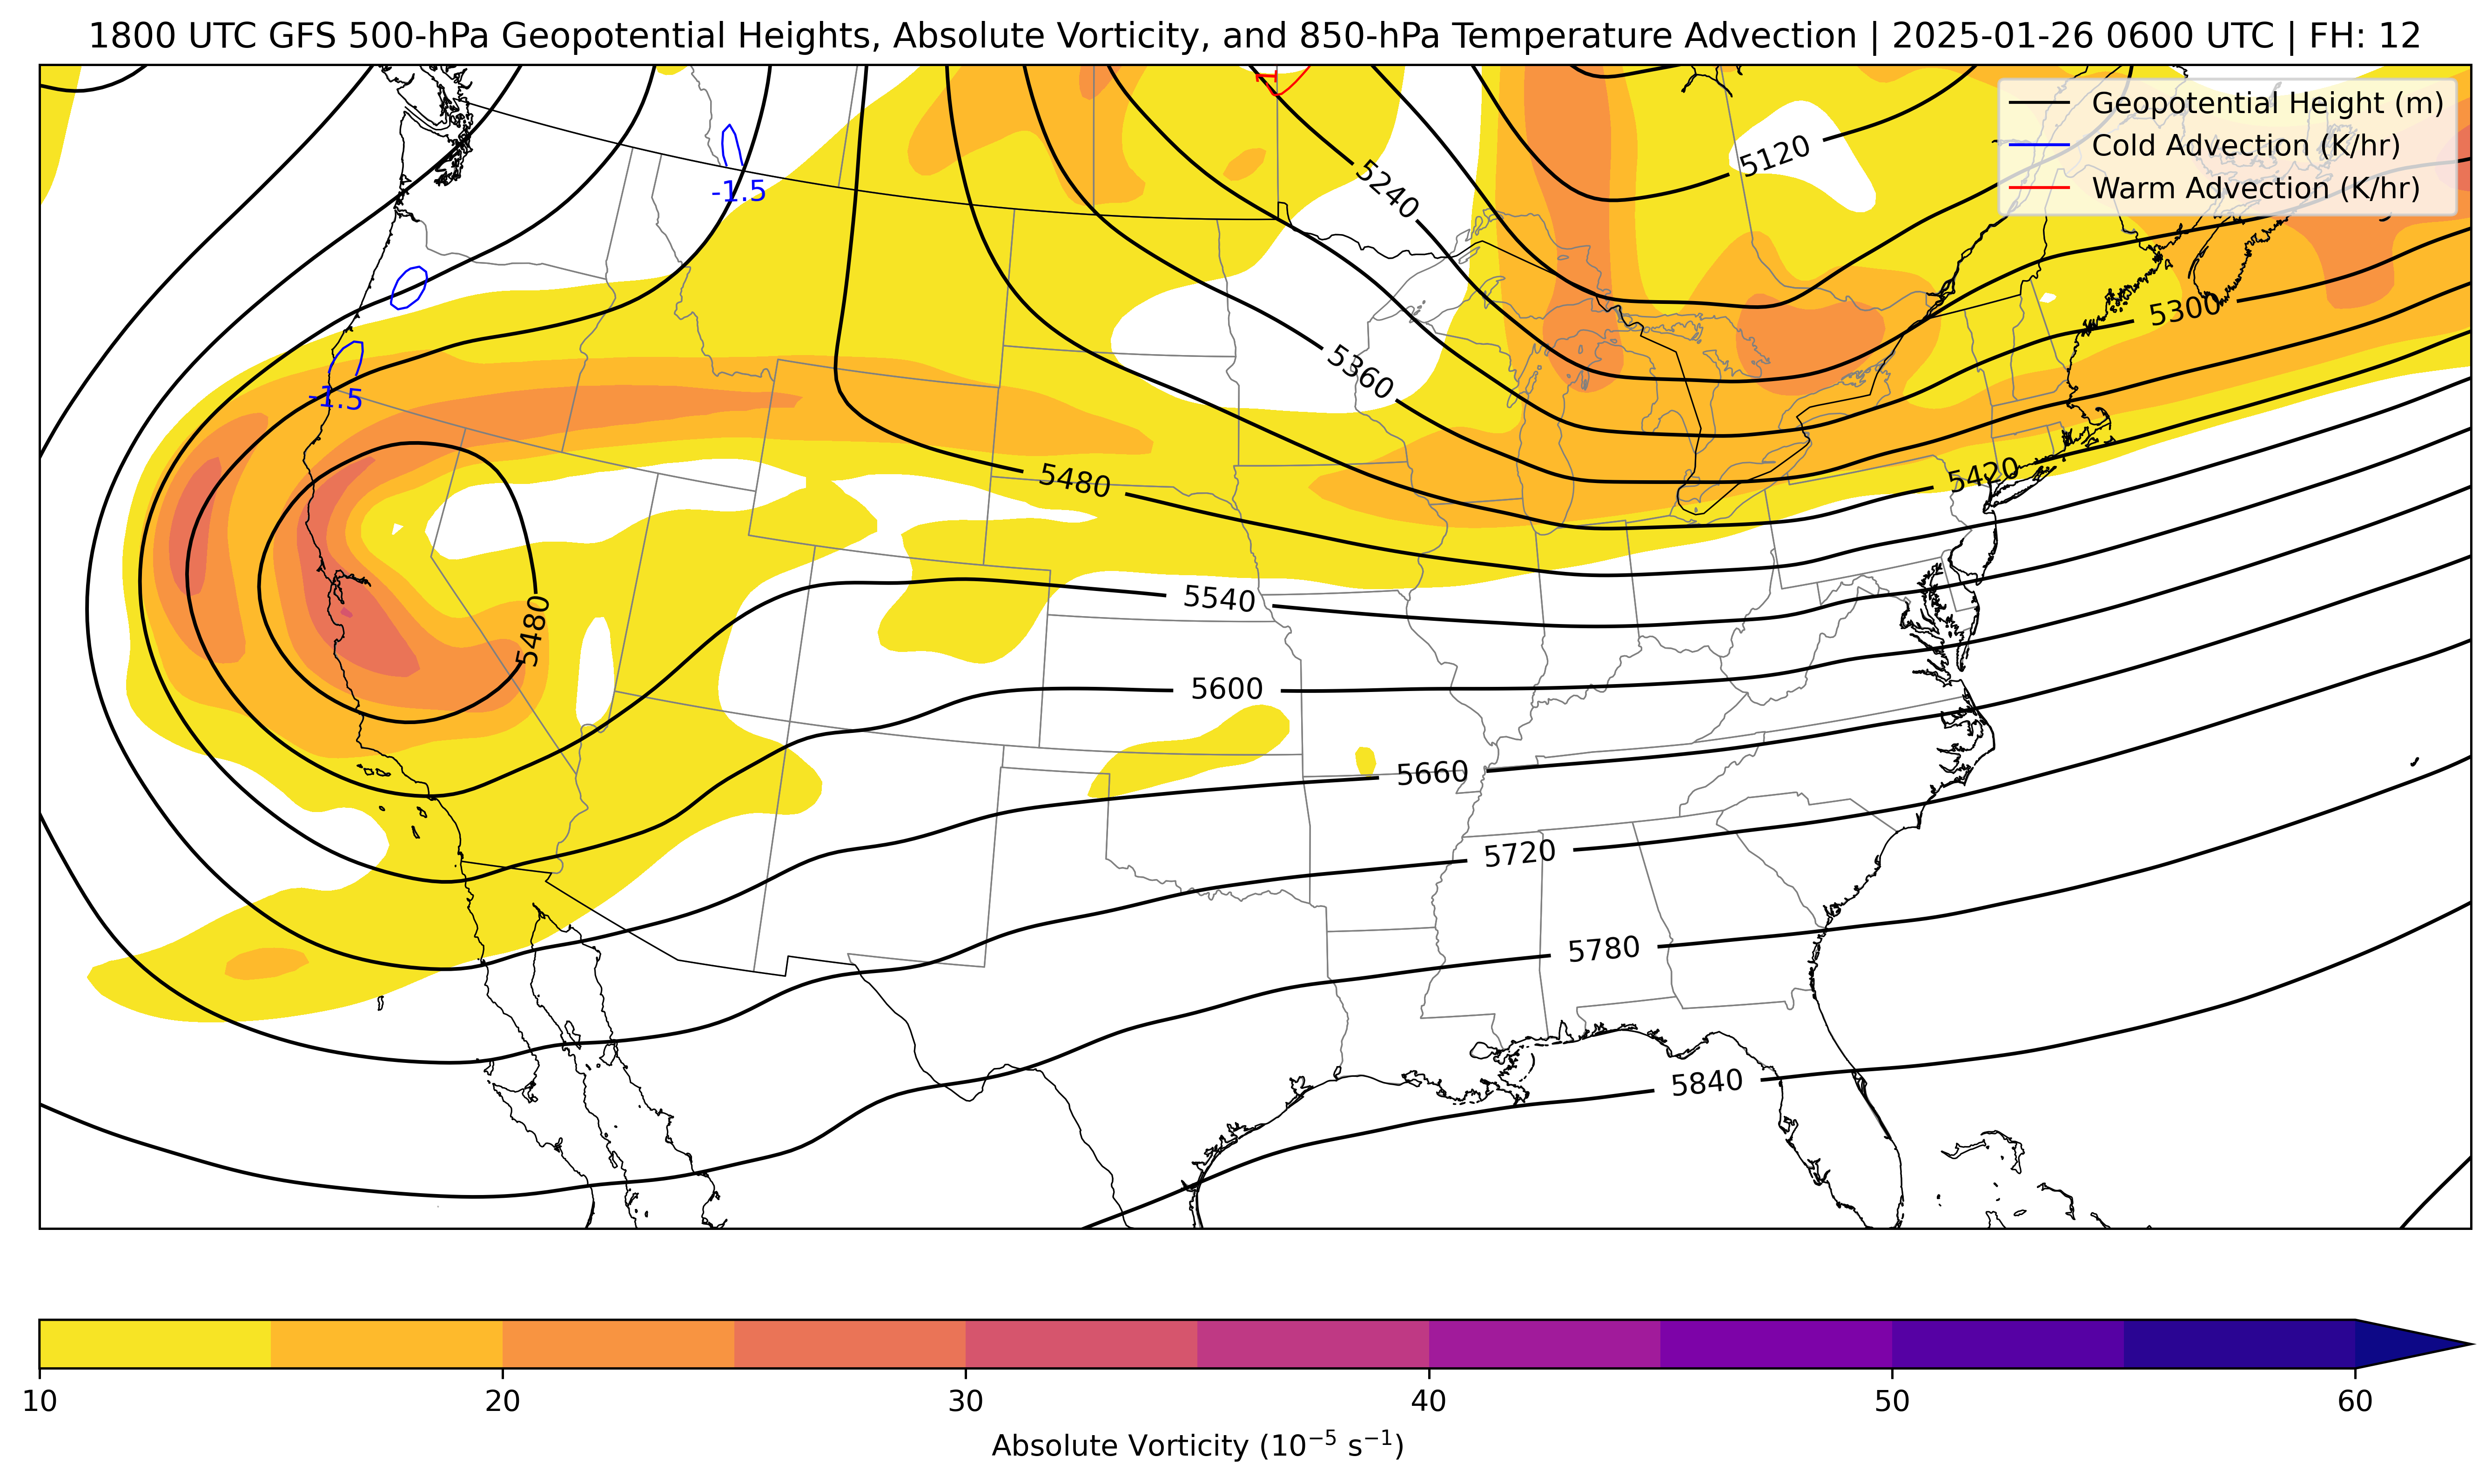 1800 UTC GFS 500-hPa Geopotential Heights, Absolute Vorticity, and 850-hPa Temperature Advection | 2025-01-26 0600 UTC | FH: 12
Geopotential Height (m)
Cold Advection (K/hr)
Warm Advection (K/hr)
5120
5240
-1.5
5300
5360
-1.5
5420
5480
5540
5480
5600
5660
5720
5780
5840
10 20 30 40 50 60
Absolute Vorticity (10⁻⁵ s⁻¹)